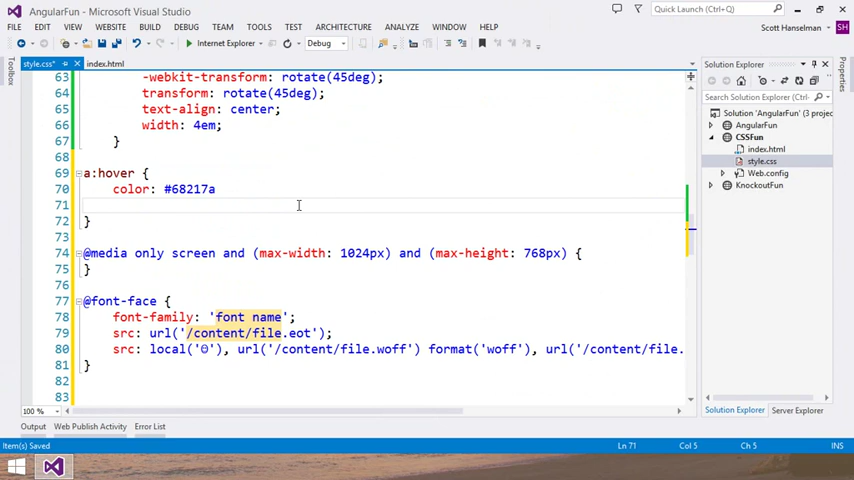 AngularFun - Microsoft Visual Studio
Quick Launch (Ctrl+Q)
FILE EDIT VIEW WEBSITE BUILD DEBUG TEAM TOOLS TEST ARCHITECTURE ANALYZE WINDOW HELP
Scott Hanselman SH
Internet Explorer Debug
Toolbox
style.css* index.html
63 -webkit-transform: rotate(45deg);
64 transform: rotate(45deg);
65 text-align: center;
66 width: 4em;
67 }
68
69 a:hover {
70 color: #68217a
71
72 }
73
74 @media only screen and (max-width: 1024px) and (max-height: 768px) {
75 }
76
77 @font-face {
78 font-family: 'font name';
79 src: url('/content/file.eot');
80 src: local('☺'), url('/content/file.woff') format('woff'), url('/content/file.
81 }
82
83
100 %
Solution Explorer
Search Solution Explorer (Ctrl+
Solution 'AngularFun' (3 projec
AngularFun
CSSFun
index.html
style.css
Web.config
KnockoutFun
Solution Explorer Server Explorer
Properties
Output Web Publish Activity Error List
Item(s) Saved Ln 71 Col 5 Ch 5 INS